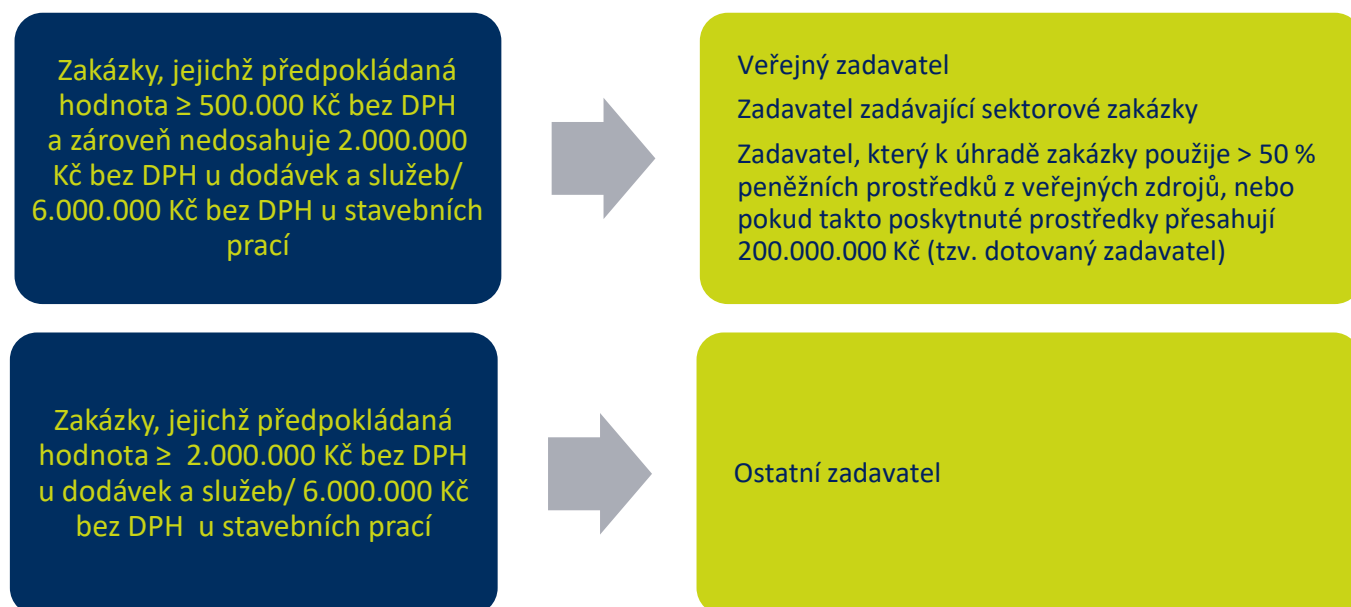 Zakázky, jejichž předpokládaná
hodnota ≥ 500.000 Kč bez DPH
a zároveň nedosahuje 2.000.000
Kč bez DPH u dodávek a služeb/
6.000.000 Kč bez DPH u stavebních
prací
Veřejný zadavatel
Zadavatel zadávající sektorové zakázky
Zadavatel, který k úhradě zakázky použije > 50 %
peněžních prostředků z veřejných zdrojů, nebo
pokud takto poskytnuté prostředky přesahují
200.000.000 Kč (tzv. dotovaný zadavatel)
Zakázky, jejichž předpokládaná
hodnota ≥ 2.000.000 Kč bez DPH
u dodávek a služeb/ 6.000.000 Kč
bez DPH u stavebních prací
Ostatní zadavatel